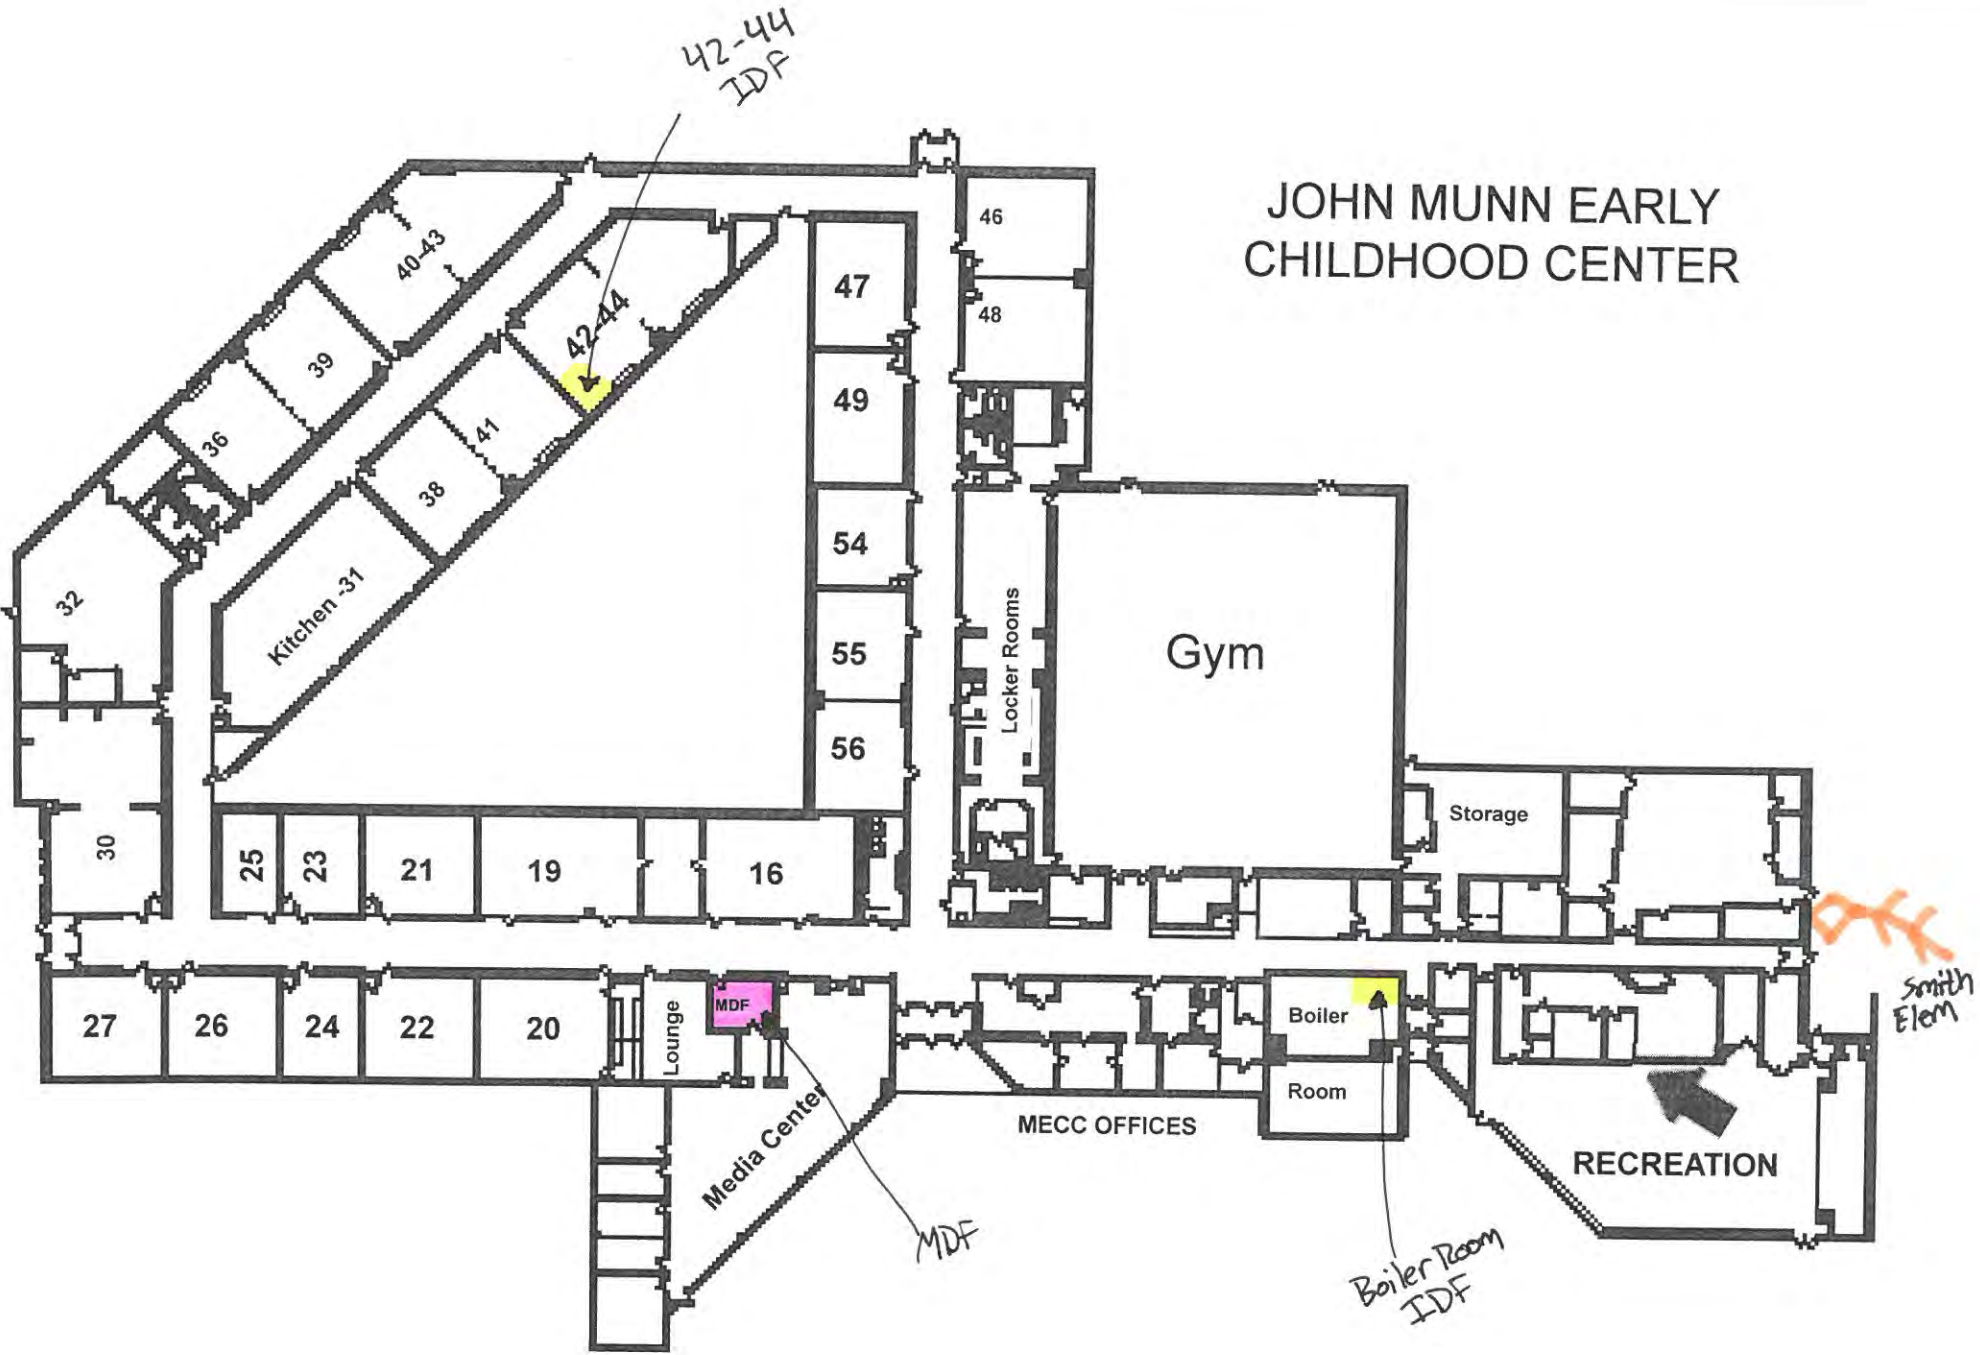 42-44
IDF
JOHN MUNN EARLY
CHILDHOOD CENTER
46
40-43
47
48
42-44
39
49
41
36
38
54
32
Kitchen -31
55
Locker Rooms
Gym
56
Storage
30
25
23
21
19
16
Smith
Elem
27
26
24
22
20
Lounge
MDF
Boiler
Room
Media Center
MECC OFFICES
RECREATION
MDF
Boiler Room
IDF